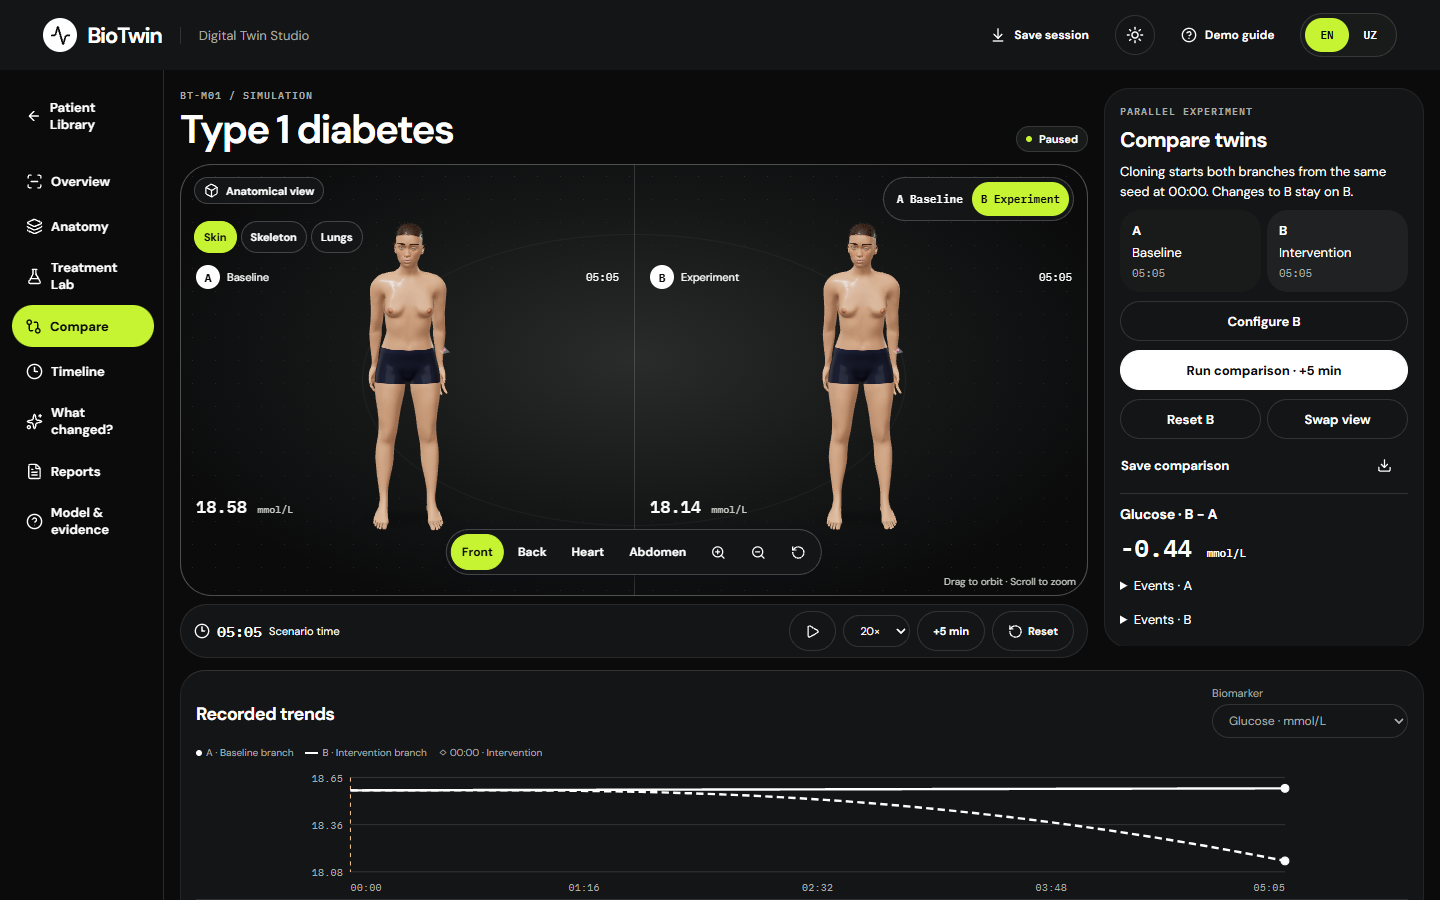 BioTwin
Digital Twin Studio
Save session
Demo guide
EN
UZ
Patient
Library
Overview
Anatomy
Treatment
Lab
Compare
Timeline
What
changed?
Reports
Model &
evidence
BT-M01 / SIMULATION
Type 1 diabetes
Paused
Anatomical view
A Baseline
B Experiment
Skin
Skeleton
Lungs
A
Baseline
05:05
B
Experiment
05:05
18.58 mmol/L
18.14 mmol/L
Front
Back
Heart
Abdomen
Drag to orbit · Scroll to zoom
05:05 Scenario time
20×
+5 min
Reset
PARALLEL EXPERIMENT
Compare twins
Cloning starts both branches from the same
seed at 00:00. Changes to B stay on B.
A
Baseline
05:05
B
Intervention
05:05
Configure B
Run comparison · +5 min
Reset B
Swap view
Save comparison
Glucose · B − A
-0.44 mmol/L
Events · A
Events · B
Recorded trends
Biomarker
Glucose · mmol/L
A · Baseline branch
B · Intervention branch
00:00 · Intervention
18.65
18.36
18.08
00:00
01:16
02:32
03:48
05:05